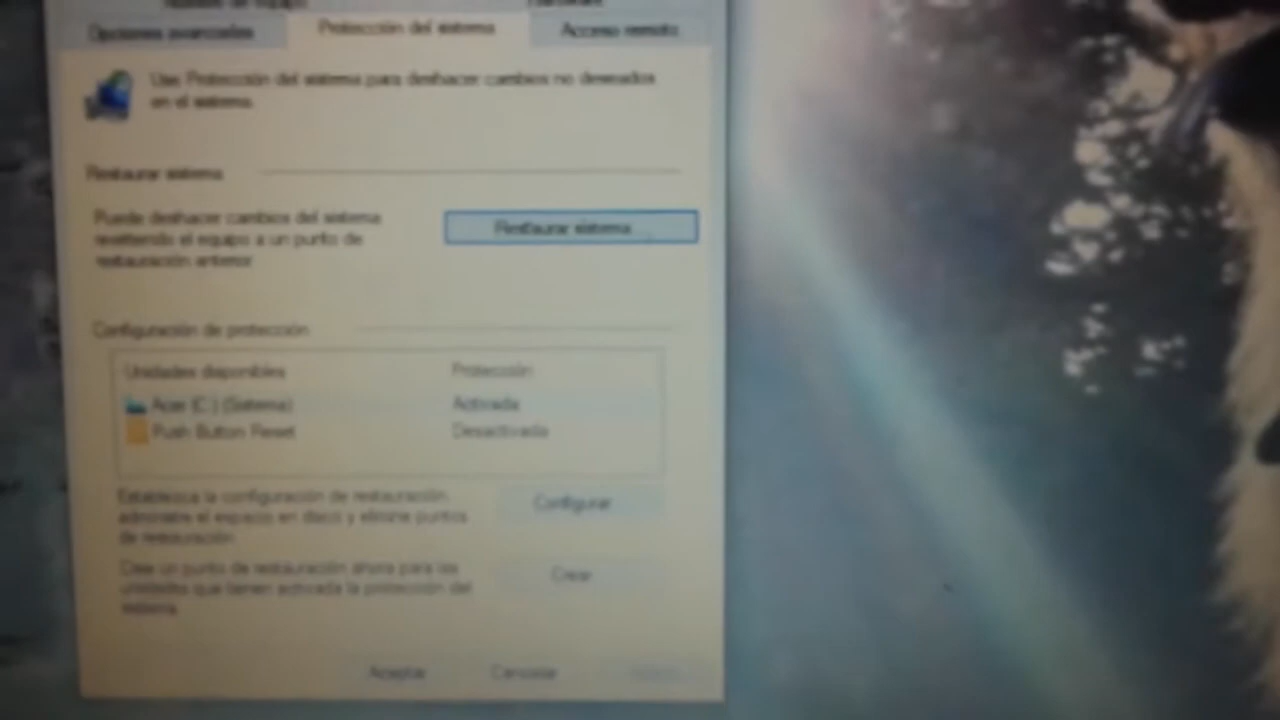 Nombre de equipo
Hardware
Opciones avanzadas
Protección del sistema
Acceso remoto
Use Protección del sistema para deshacer cambios no deseados
en el sistema.
Restaurar sistema
Puede deshacer cambios del sistema
revirtiendo el equipo a un punto de
restauración anterior.
Restaurar sistema...
Configuración de protección
Unidades disponibles
Protección
Acer (C:) (Sistema)
Activada
Push Button Reset
Desactivada
Establezca la configuración de restauración,
administre el espacio en disco y elimine puntos
de restauración.
Configurar
Cree un punto de restauración ahora para las
unidades que tienen activada la protección del
sistema.
Crear
Aceptar
Cancelar